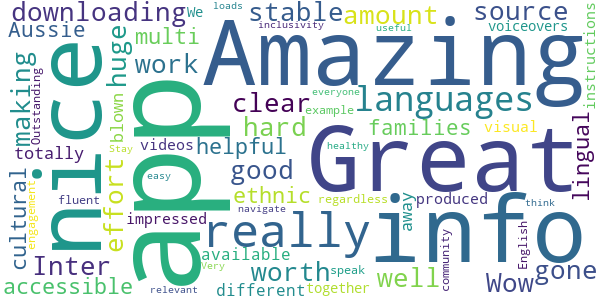 loads
We
downloading
inclusivity
stable
amount
source
useful
voiceovers
Aussie
multi
huge
Amazing
instructions
nice
app
making
Outstanding
work
clear
languages
blown
hard
example
everyone
families
visual
Great
lingual
Stay
videos
helpful
totally
healthy
good
easy
effort
ethnic
regardless
away
produced
think
cultural
engagement
fluent
impressed
navigate
really
info
English
community
Inter
available
worth
speak
well
Wow
gone
accessible
Very
relevant
different
together